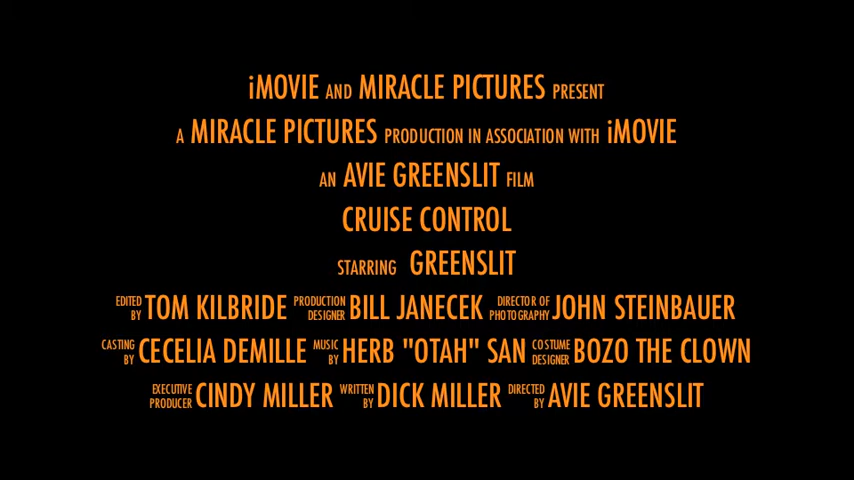 iMOVIE AND MIRACLE PICTURES PRESENT
A MIRACLE PICTURES PRODUCTION IN ASSOCIATION WITH iMOVIE
AN AVIE GREENSLIT FILM
CRUISE CONTROL
STARRING GREENSLIT
EDITED BY TOM KILBRIDE PRODUCTION DESIGNER BILL JANECEK DIRECTOR OF PHOTOGRAPHY JOHN STEINBAUER
CASTING BY CECELIA DEMILLE MUSIC BY HERB "OTAH" SAN COSTUME DESIGNER BOZO THE CLOWN
EXECUTIVE PRODUCER CINDY MILLER WRITTEN BY DICK MILLER DIRECTED BY AVIE GREENSLIT